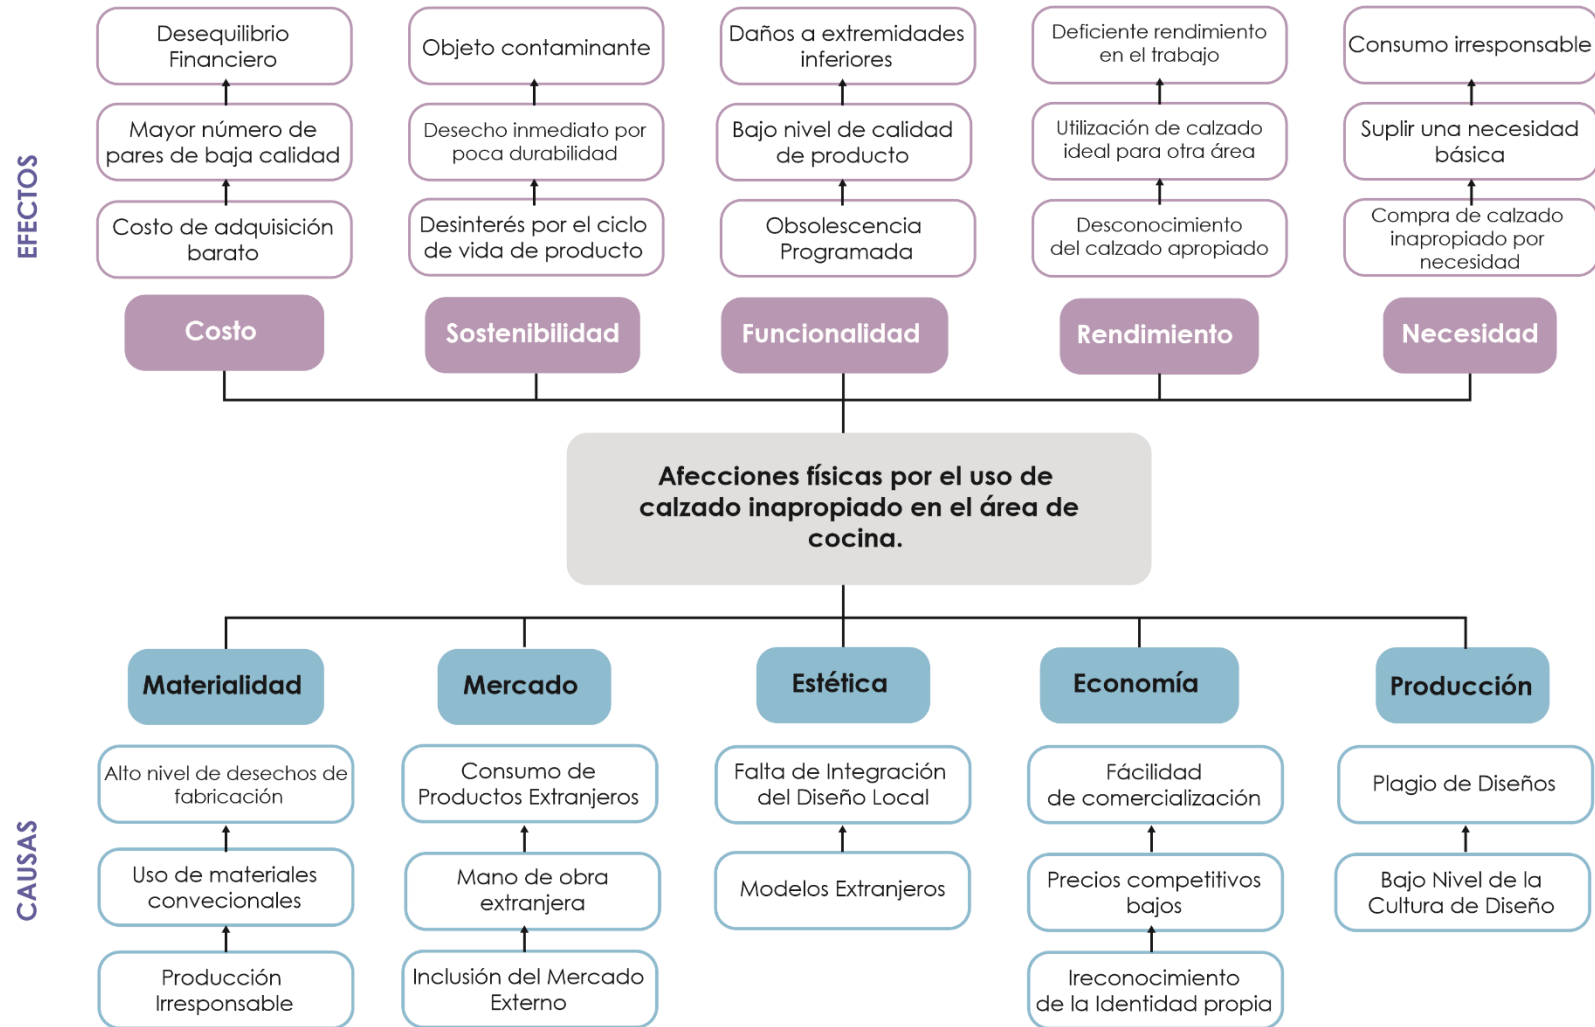 EFECTOS
Desequilibrio
Financiero
Objeto contaminante
Daños a extremidades
inferiores
Deficiente rendimiento
en el trabajo
Consumo irresponsable
Mayor número de
pares de baja calidad
Desecho inmediato por
poca durabilidad
Bajo nivel de calidad
de producto
Utilización de calzado
ideal para otra área
Suplir una necesidad
básica
Costo de adquisición
barato
Desinterés por el ciclo
de vida de producto
Obsolescencia
Programada
Desconocimiento
del calzado apropiado
Compra de calzado
inapropiado por
necesidad
Costo
Sostenibilidad
Funcionalidad
Rendimiento
Necesidad
Afecciones físicas por el uso de
calzado inapropiado en el área de
cocina.
Materialidad
Mercado
Estética
Economía
Producción
CAUSAS
Alto nivel de desechos de
fabricación
Consumo de
Productos Extranjeros
Falta de Integración
del Diseño Local
Fácilidad
de comercialización
Plagio de Diseños
Uso de materiales
convecionales
Mano de obra
extranjera
Modelos Extranjeros
Precios competitivos
bajos
Bajo Nivel de la
Cultura de Diseño
Producción
Irresponsable
Inclusión del Mercado
Externo
Ireconocimiento
de la Identidad propia